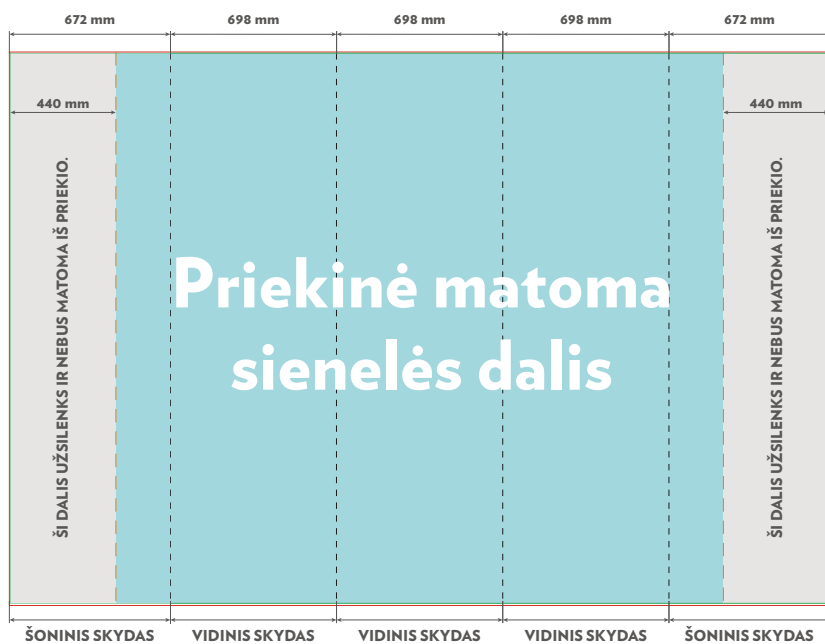 672 mm
698 mm
698 mm
698 mm
672 mm
440 mm
440 mm
ŠI DALIS UŽSILENKS IR NEBUS MATOMA IŠ PRIEKIO.
Priekinė matoma
sienelės dalis
ŠI DALIS UŽSILENKS IR NEBUS MATOMA IŠ PRIEKIO.
ŠONINIS SKYDAS
VIDINIS SKYDAS
VIDINIS SKYDAS
VIDINIS SKYDAS
ŠONINIS SKYDAS